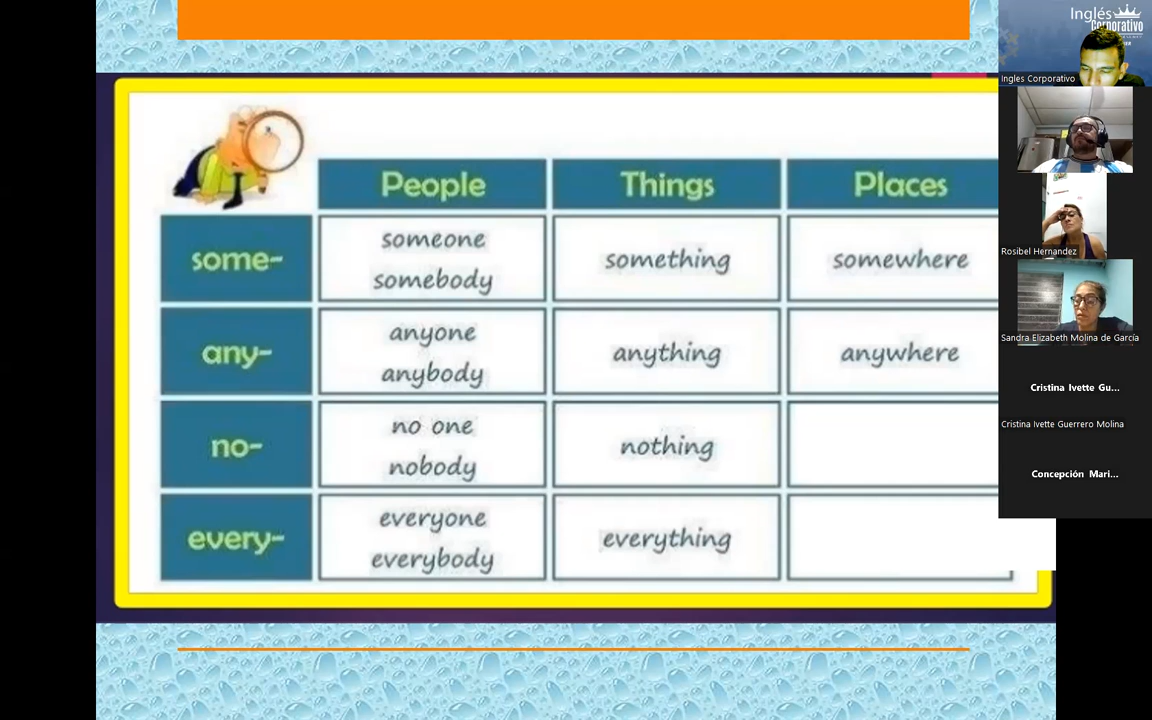 People Things Places
some- someone somebody something somewhere
any- anyone anybody anything anywhere
no- no one nobody nothing
every- everyone everybody everything
Inglés
Corporativo
Ingles Corporativo
Rosibel Hernandez
Sandra Elizabeth Molina de García
Cristina Ivette Gu...
Cristina Ivette Guerrero Molina
Concepción Mari...